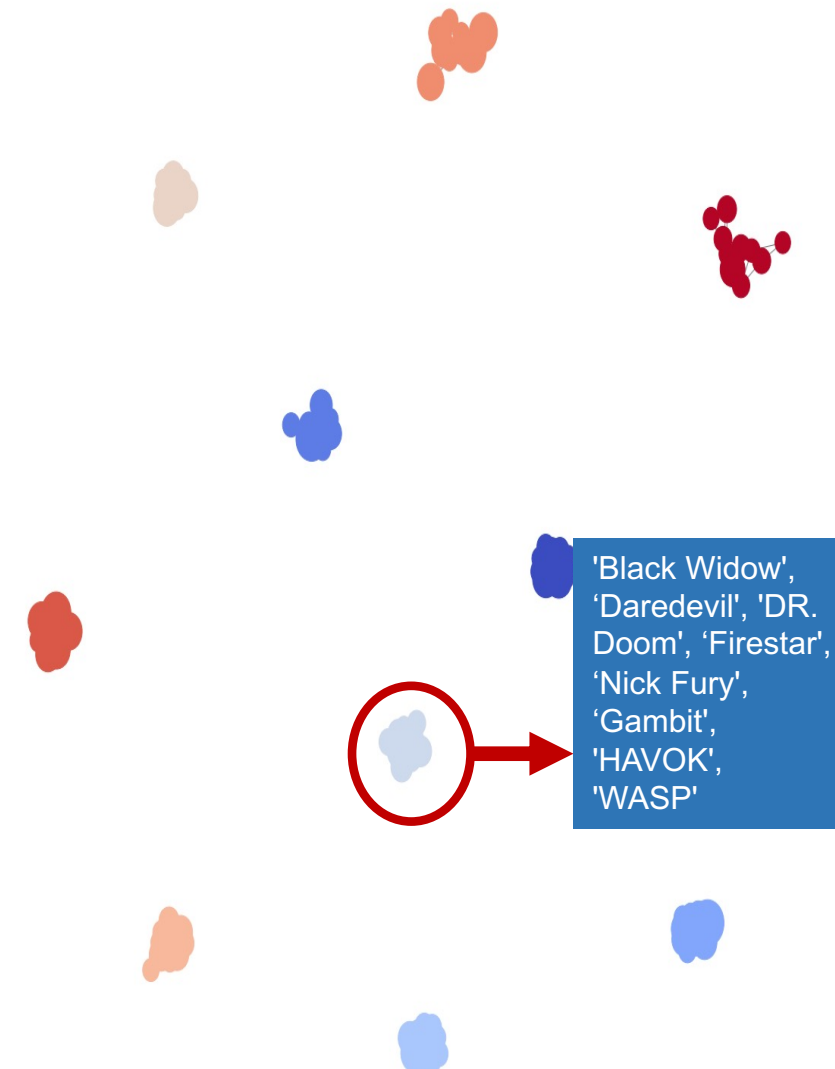 'Black Widow',
‘Daredevil', 'DR.
Doom', ‘Firestar',
‘Nick Fury',
‘Gambit',
'HAVOK',
'WASP'